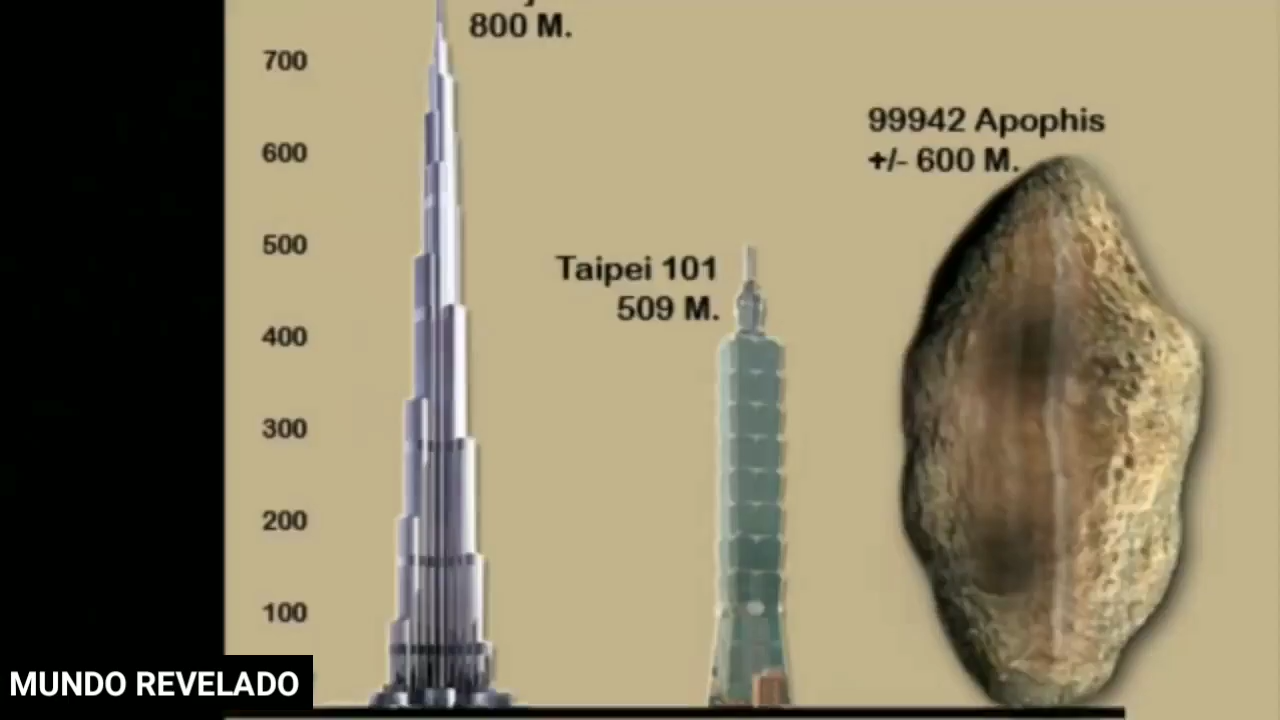 800 M.
700
99942 Apophis
+/- 600 M.
600
500
Taipei 101
509 M.
400
300
200
100
MUNDO REVELADO